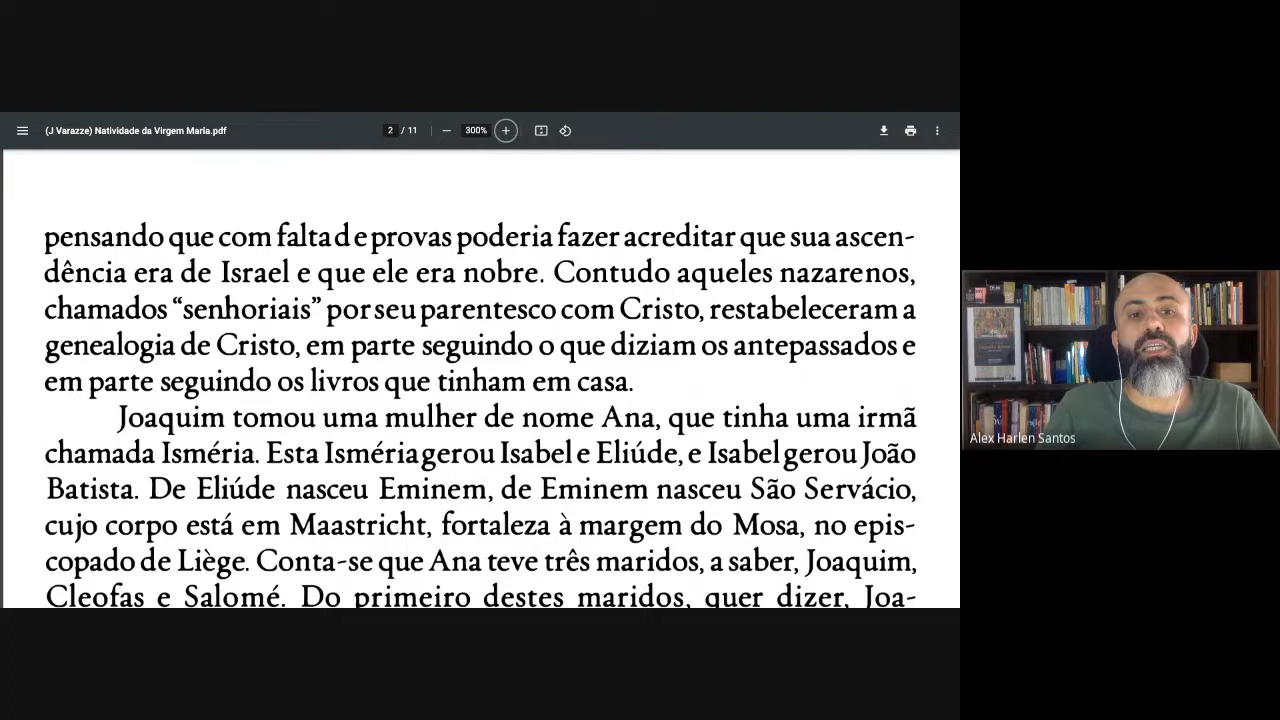 (J Varazze) Natividade da Virgem Maria.pdf
2 / 11
300%
pensando que com falta de provas poderia fazer acreditar que sua ascen-
dência era de Israel e que ele era nobre. Contudo aqueles nazarenos,
chamados “senhoriais” por seu parentesco com Cristo, restabeleceram a
genealogia de Cristo, em parte seguindo o que diziam os antepassados e
em parte seguindo os livros que tinham em casa.
Joaquim tomou uma mulher de nome Ana, que tinha uma irmã
chamada Isméria. Esta Isméria gerou Isabel e Eliúde, e Isabel gerou João
Batista. De Eliúde nasceu Eminem, de Eminem nasceu São Servácio,
cujo corpo está em Maastricht, fortaleza à margem do Mosa, no epis-
copado de Liège. Conta-se que Ana teve três maridos, a saber, Joaquim,
Cleofas e Salomé. Do primeiro destes maridos, quer dizer, Joa-
Alex Harlen Santos